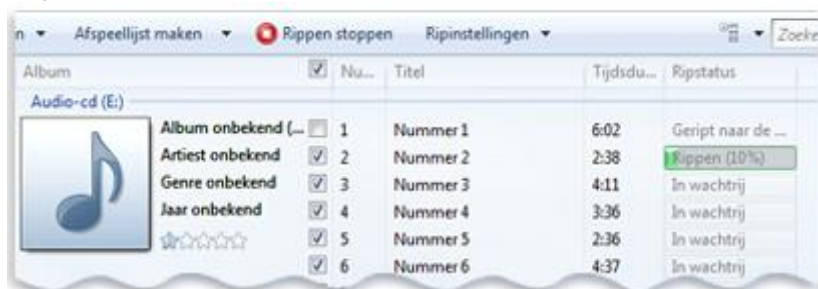 n Afspeellijst maken Rippen stoppen Ripinstellingen Zoeke
Album Nu... Titel Tijdsdu... Ripstatus
Audio-cd (E:)
Album onbekend (... 1 Nummer 1 6:02 Geript naar de ...
Artiest onbekend 2 Nummer 2 2:38 Rippen (10%)
Genre onbekend 3 Nummer 3 4:11 In wachtrij
Jaar onbekend 4 Nummer 4 3:36 In wachtrij
5 Nummer 5 2:36 In wachtrij
6 Nummer 6 4:37 In wachtrij